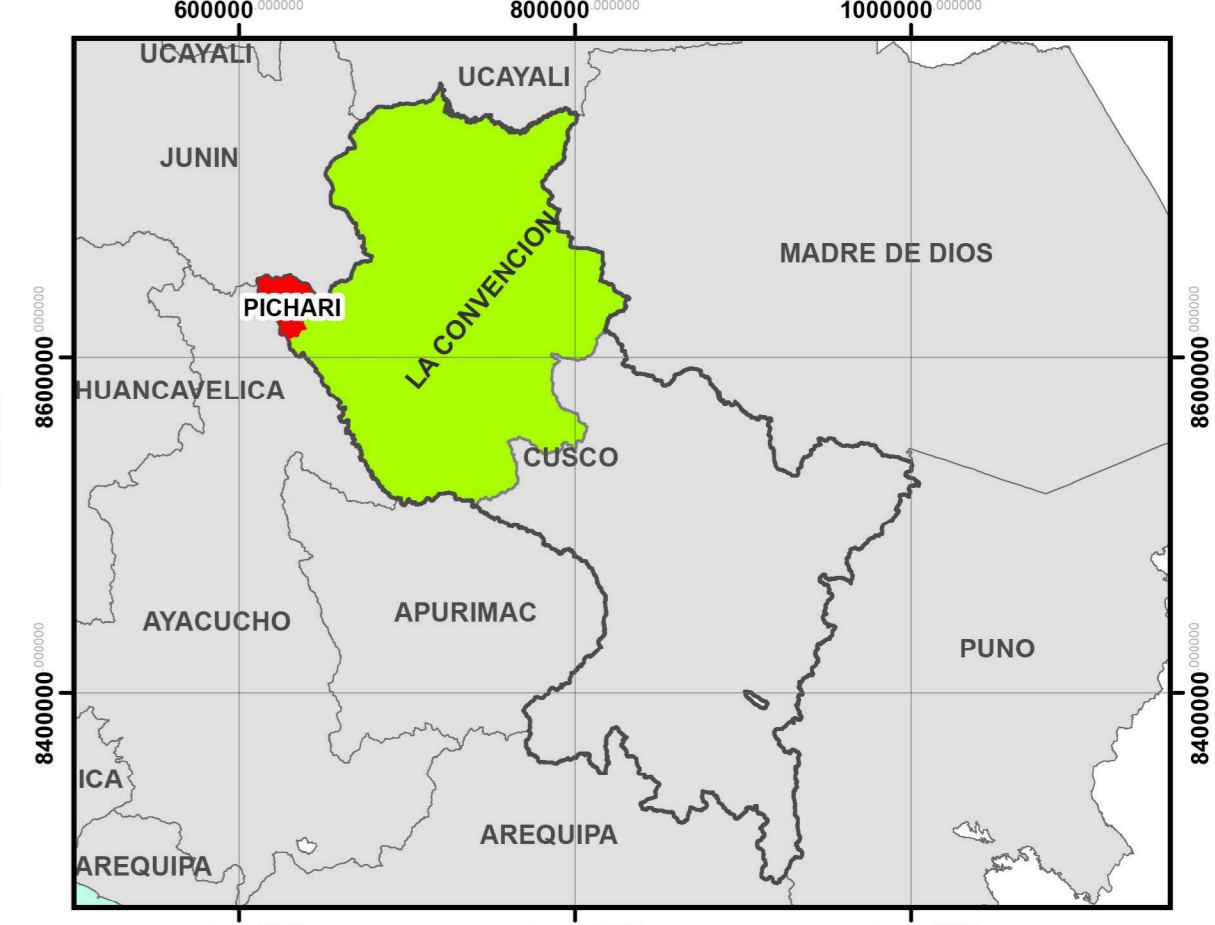 600000.000000
800000.000000
1000000.000000
UCAYALI
UCAYALI
JUNIN
MADRE DE DIOS
LA CONVENCION
PICHARI
8600000.000000
8600000.000000
HUANCAVELICA
CUSCO
APURIMAC
AYACUCHO
PUNO
8400000.000000
8400000.000000
ICA
AREQUIPA
AREQUIPA